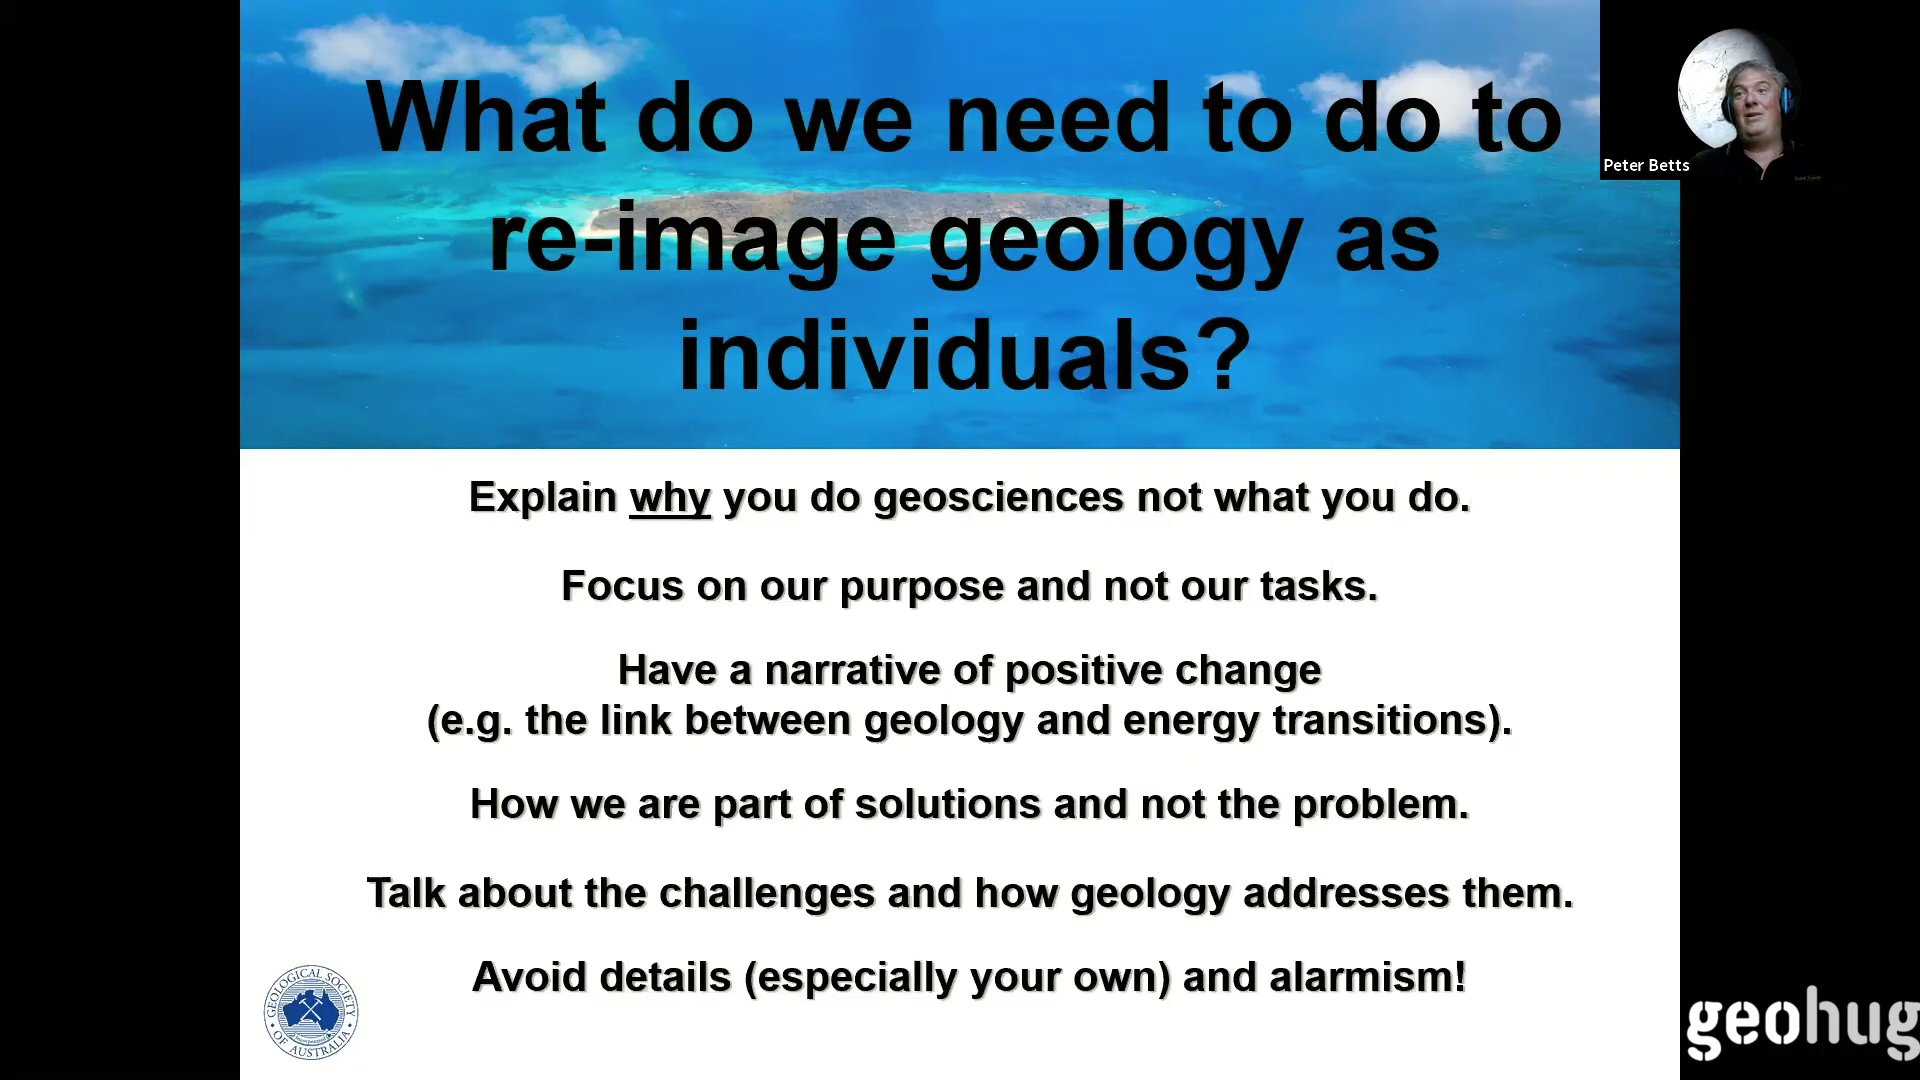 What do we need to do to
re-image geology as
individuals?
Peter Betts
Explain why you do geosciences not what you do.
Focus on our purpose and not our tasks.
Have a narrative of positive change
(e.g. the link between geology and energy transitions).
How we are part of solutions and not the problem.
Talk about the challenges and how geology addresses them.
Avoid details (especially your own) and alarmism!
GEOLOGICAL SOCIETY
OF AUSTRALIA
geohug